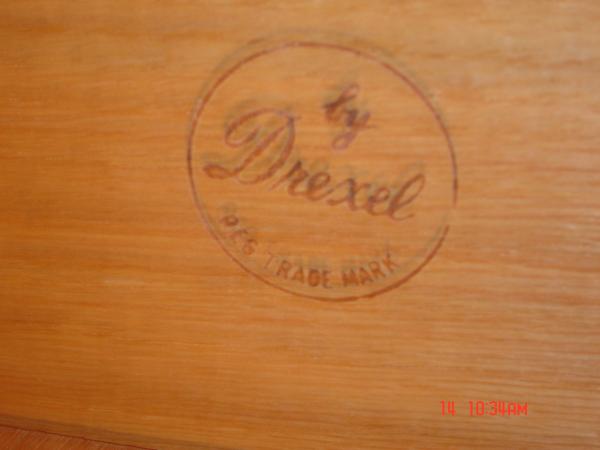 by
Drexel
REG TRADE MARK
14 10:34AM